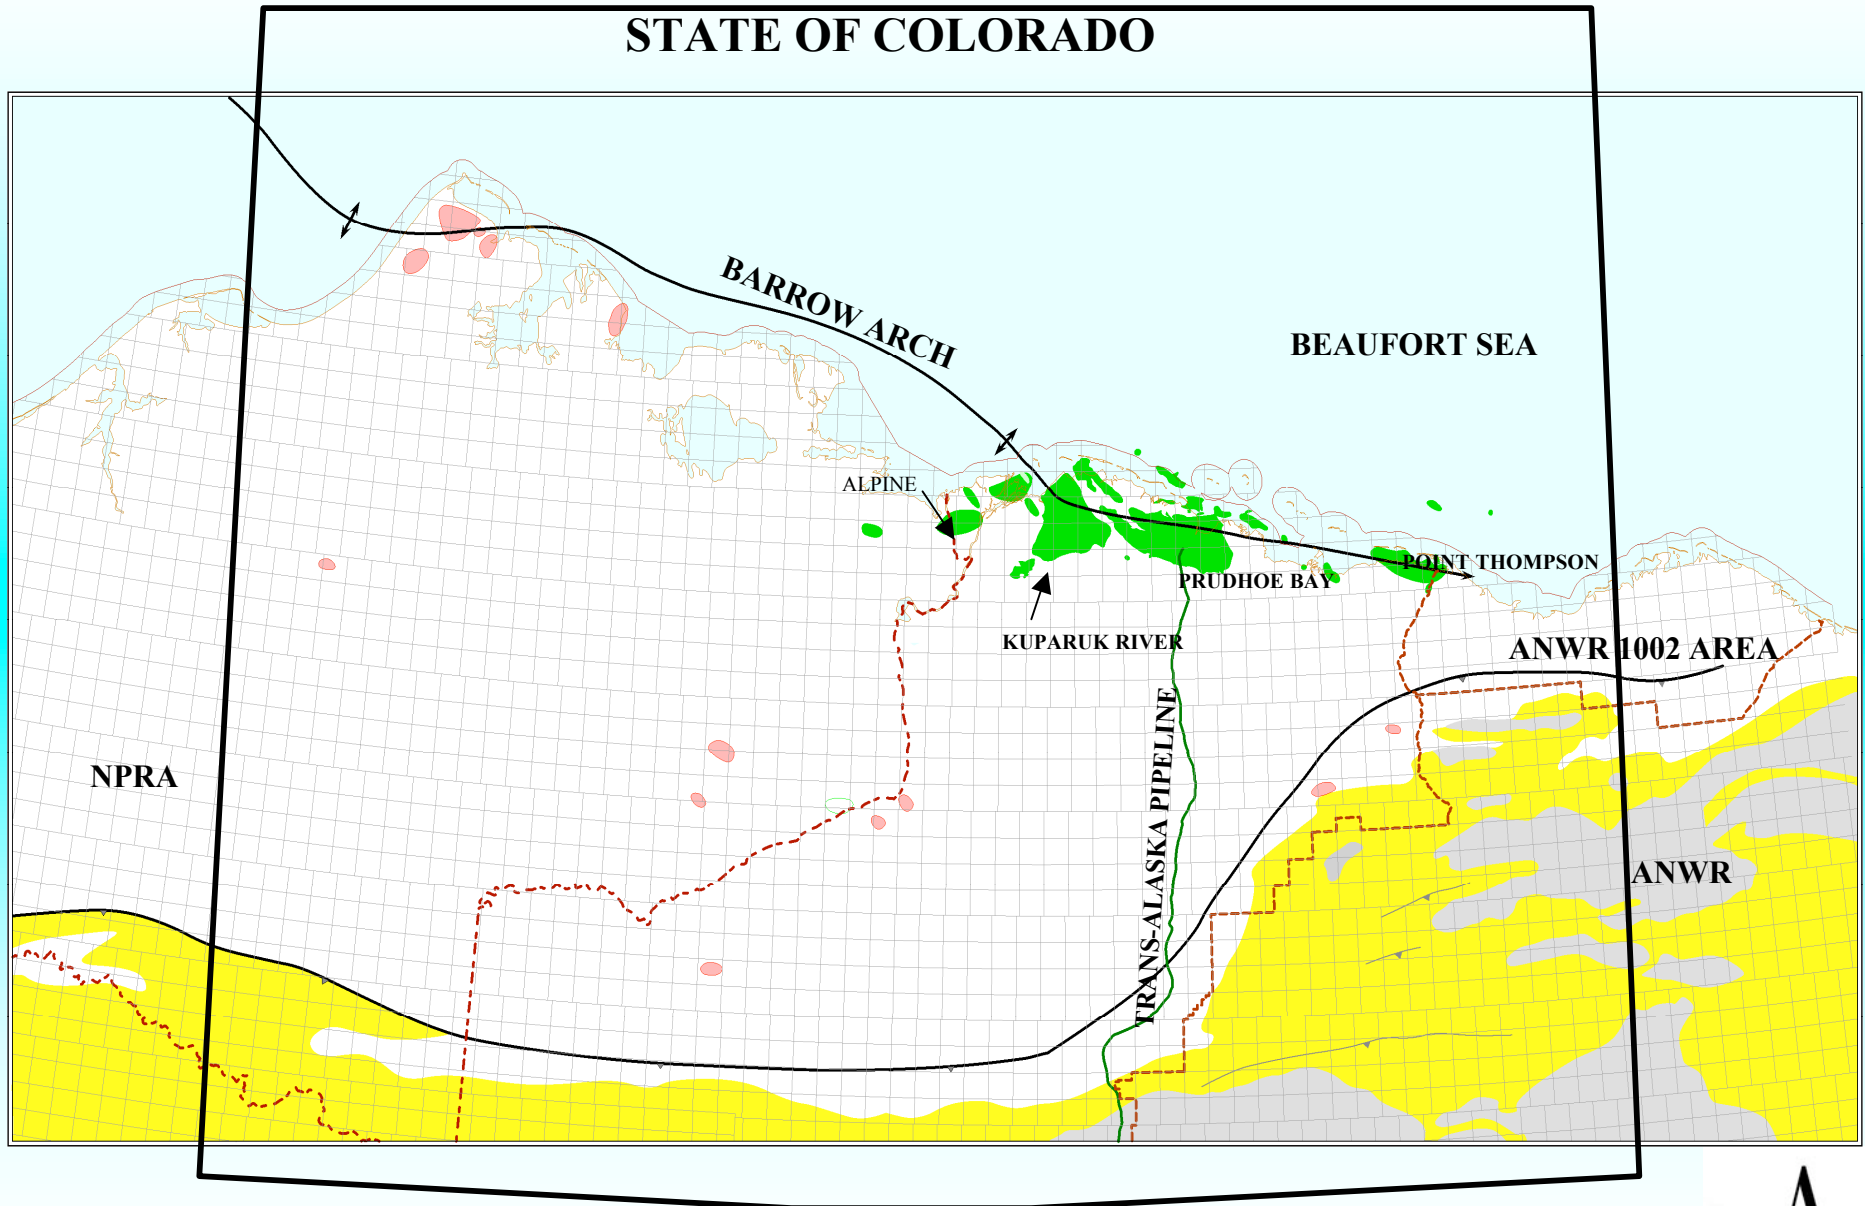 STATE OF COLORADO
BARROW ARCH
BEAUFORT SEA
ALPINE
POINT THOMPSON
PRUDHOE BAY
KUPARUK RIVER
ANWR 1002 AREA
TRANS-ALASKA PIPELINE
NPRA
ANWR